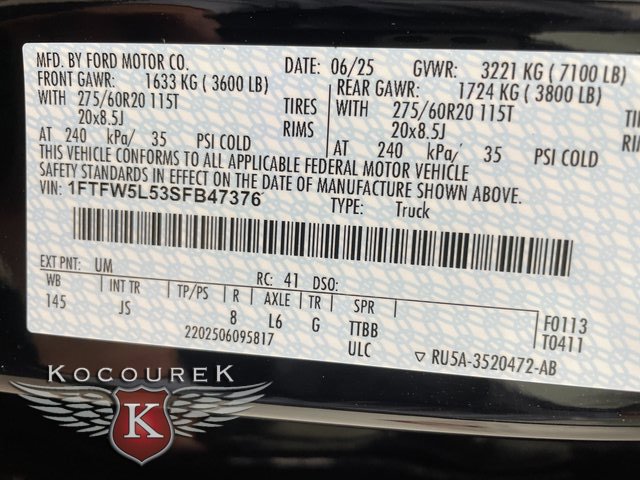 MFD. BY FORD MOTOR CO. DATE: 06/25 GVWR: 3221 KG (7100 LB)
FRONT GAWR: 1633 KG (3600 LB) REAR GAWR: 1724 KG (3800 LB)
WITH 275/60R20 115T TIRES WITH 275/60R20 115T
20x8.5J RIMS 20x8.5J
AT 240 kPa/ 35 PSI COLD AT 240 kPa/ 35 PSI COLD
THIS VEHICLE CONFORMS TO ALL APPLICABLE FEDERAL MOTOR VEHICLE
SAFETY STANDARDS IN EFFECT ON THE DATE OF MANUFACTURE SHOWN ABOVE.
VIN: 1FTFW5L53SFB47376 TYPE: Truck
EXT PNT: UM RC: 41 DSO:
WB INT TR TP/PS R AXLE TR SPR
145 JS 8 L6 G TTBB F0113
2202506095817 ULC T0411
RU5A-3520472-AB
KOCOUREK
K